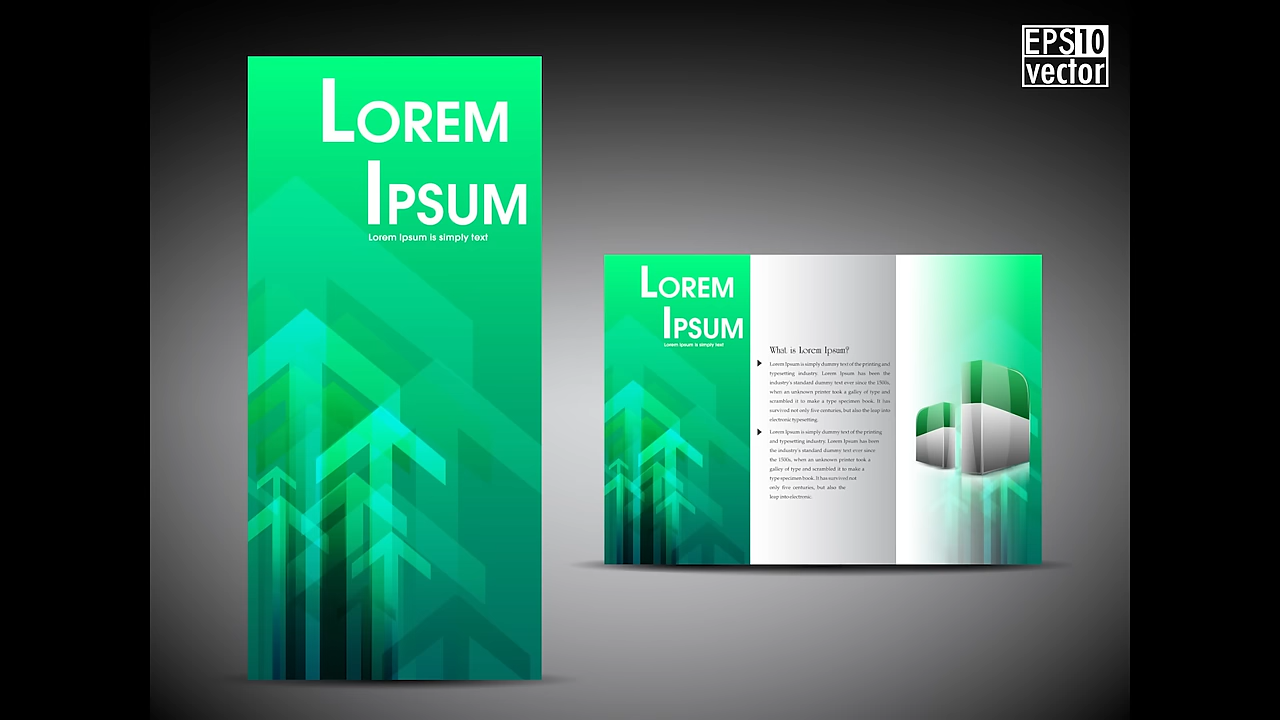 EPS10
vector
LOREM
IPSUM
Lorem Ipsum is simply text
LOREM
IPSUM
Lorem Ipsum is simply text
What is Lorem Ipsum?
Lorem Ipsum is simply dummy text of the printing and
typesetting industry. Lorem Ipsum has been the
industry's standard dummy text ever since the 1500s,
when an unknown printer took a galley of type and
scrambled it to make a type specimen book. It has
survived not only five centuries, but also the leap into
electronic typesetting.
Lorem Ipsum is simply dummy text of the printing
and typesetting industry. Lorem Ipsum has been
the industry's standard dummy text ever since
the 1500s, when an unknown printer took a
galley of type and scrambled it to make a
type specimen book. It has survived not
only five centuries, but also the
leap into electronic.